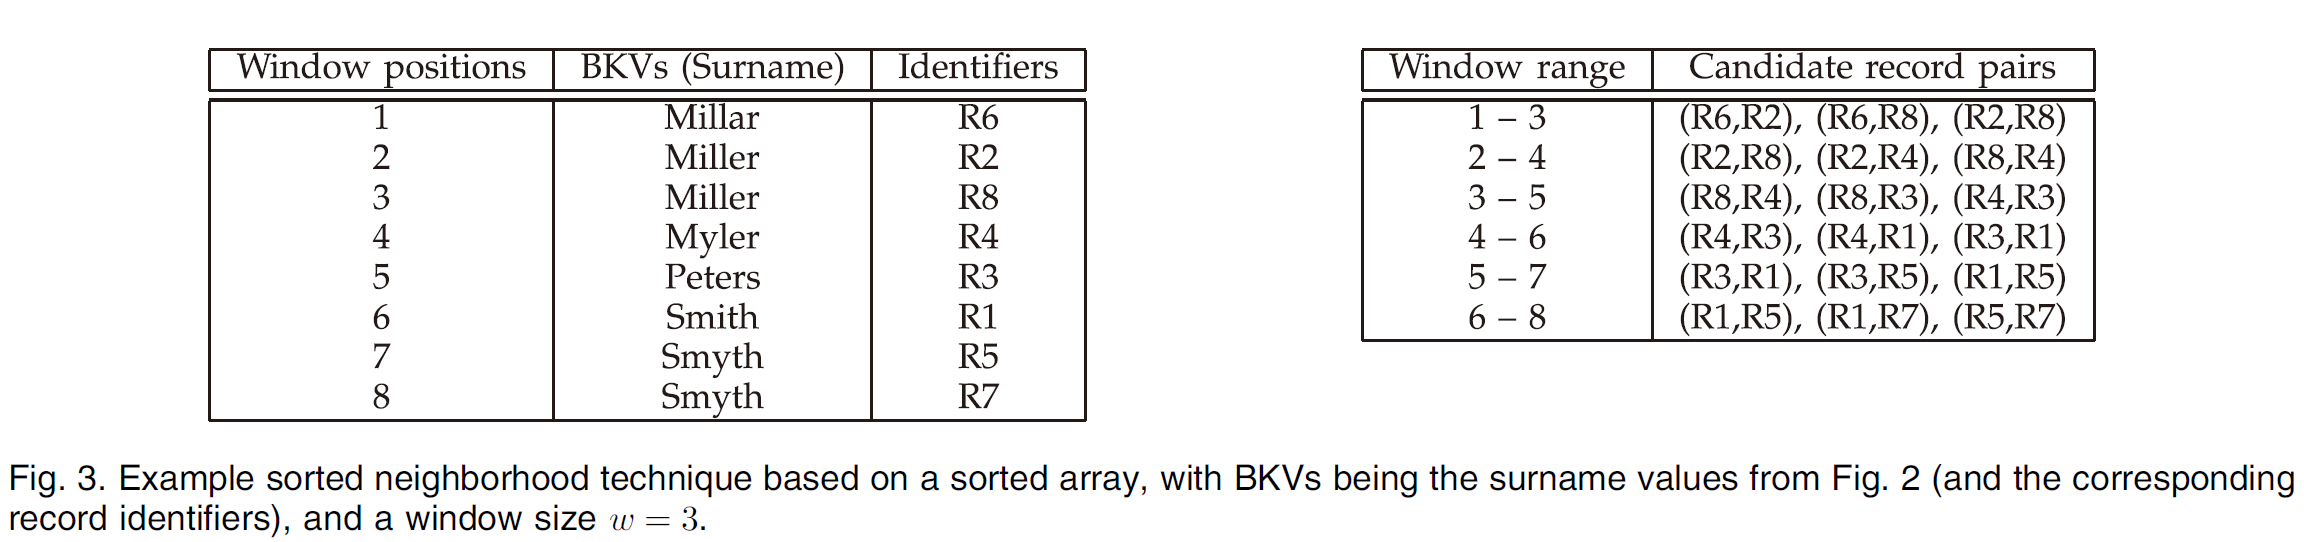 Window positions BKVs (Surname) Identifiers
1 Millar R6
2 Miller R2
3 Miller R8
4 Myler R4
5 Peters R3
6 Smith R1
7 Smyth R5
8 Smyth R7
Window range Candidate record pairs
1 – 3 (R6,R2), (R6,R8), (R2,R8)
2 – 4 (R2,R8), (R2,R4), (R8,R4)
3 – 5 (R8,R4), (R8,R3), (R4,R3)
4 – 6 (R4,R3), (R4,R1), (R3,R1)
5 – 7 (R3,R1), (R3,R5), (R1,R5)
6 – 8 (R1,R5), (R1,R7), (R5,R7)
Fig. 3. Example sorted neighborhood technique based on a sorted array, with BKVs being the surname values from Fig. 2 (and the corresponding
record identifiers), and a window size w = 3.